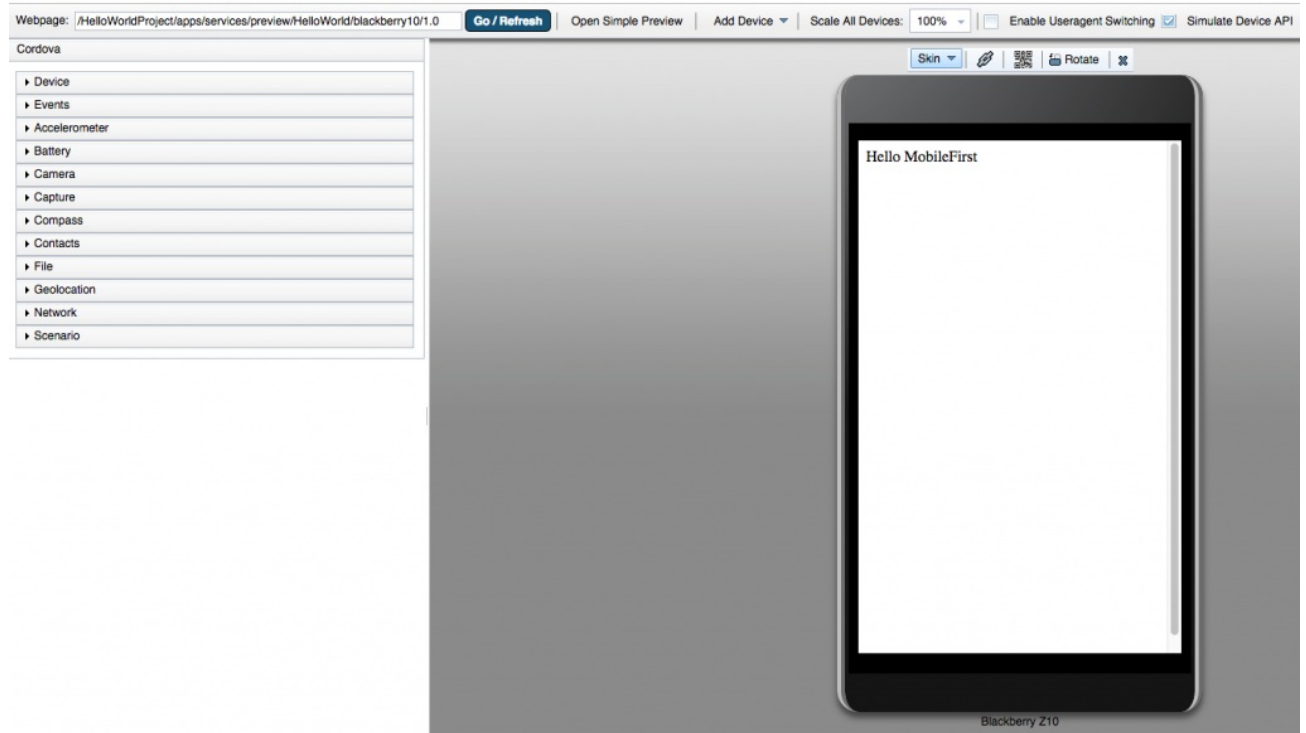 Webpage: /HelloWorldProject/apps/services/preview/HelloWorld/blackberry10/1.0 Go / Refresh Open Simple Preview Add Device Scale All Devices: 100% Enable Useragent Switching Simulate Device API
Cordova
Device
Events
Accelerometer
Battery
Camera
Capture
Compass
Contacts
File
Geolocation
Network
Scenario
Skin Rotate
Hello MobileFirst
Blackberry Z10